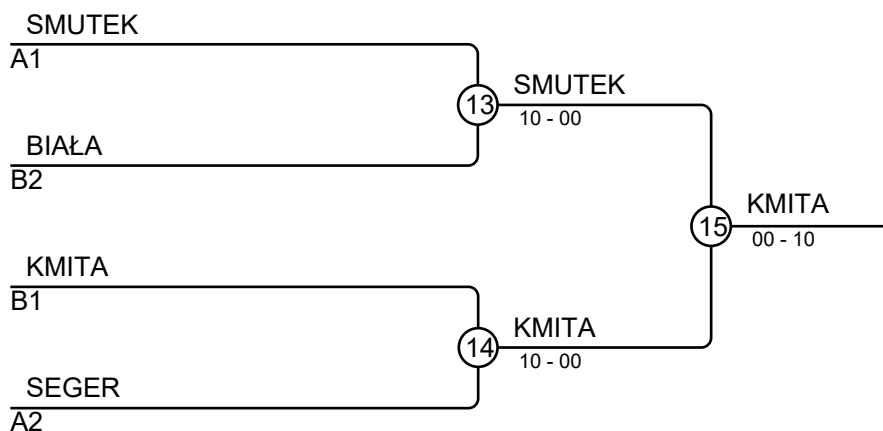 SMUTEK
A1
13
SMUTEK
10 - 00
BIAŁA
B2
15
KMITA
00 - 10
KMITA
B1
14
KMITA
10 - 00
SEGER
A2